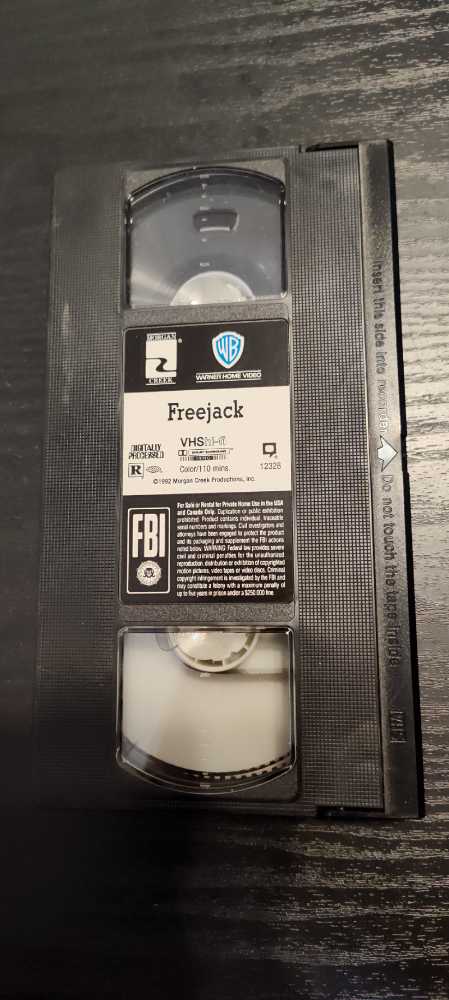 MORGAN
CREEK
WB
WARNER HOME VIDEO
Freejack
DIGITALLY
PROCESSED
VHS hi-fi
DOLBY SURROUND
R
Color/110 mins.
12328
©1992 Morgan Creek Productions, Inc.
FBI
For Sale or Rental for Private Home Use in the USA
and Canada Only. Duplication or public exhibition
prohibited. Product contains individual, traceable
serial numbers and markings. Civil investigators and
attorneys have been engaged to protect the product
and its packaging and supplement the FBI actions
noted below. WARNING: Federal law provides severe
civil and criminal penalties for the unauthorized
reproduction, distribution or exhibition of copyrighted
motion pictures, video tapes or video discs. Criminal
copyright infringement is investigated by the FBI and
may constitute a felony with a maximum penalty of
up to five years in prison and/or a $250,000 fine.
Insert this side into recorder Do not touch the tape inside